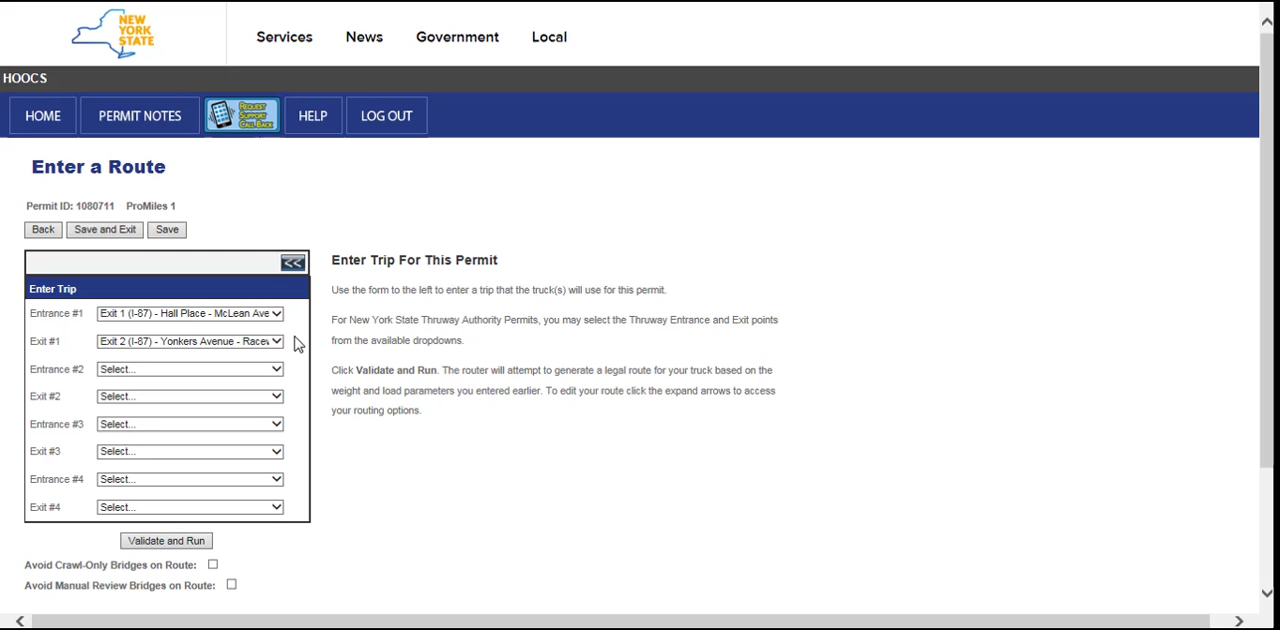 NEW
YORK
STATE
Services News Government Local
HOOCS
HOME PERMIT NOTES REQUEST SUPPORT CALL BACK HELP LOG OUT
Enter a Route
Permit ID: 1080711 ProMiles 1
Back Save and Exit Save
<<
Enter Trip
Entrance #1 Exit 1 (I-87) - Hall Place - McLean Ave
Exit #1 Exit 2 (I-87) - Yonkers Avenue - Racew
Entrance #2 Select...
Exit #2 Select...
Entrance #3 Select...
Exit #3 Select...
Entrance #4 Select...
Exit #4 Select...
Validate and Run
Avoid Crawl-Only Bridges on Route:
Avoid Manual Review Bridges on Route:
Enter Trip For This Permit
Use the form to the left to enter a trip that the truck(s) will use for this permit.
For New York State Thruway Authority Permits, you may select the Thruway Entrance and Exit points
from the available dropdowns.
Click Validate and Run. The router will attempt to generate a legal route for your truck based on the
weight and load parameters you entered earlier. To edit your route click the expand arrows to access
your routing options.